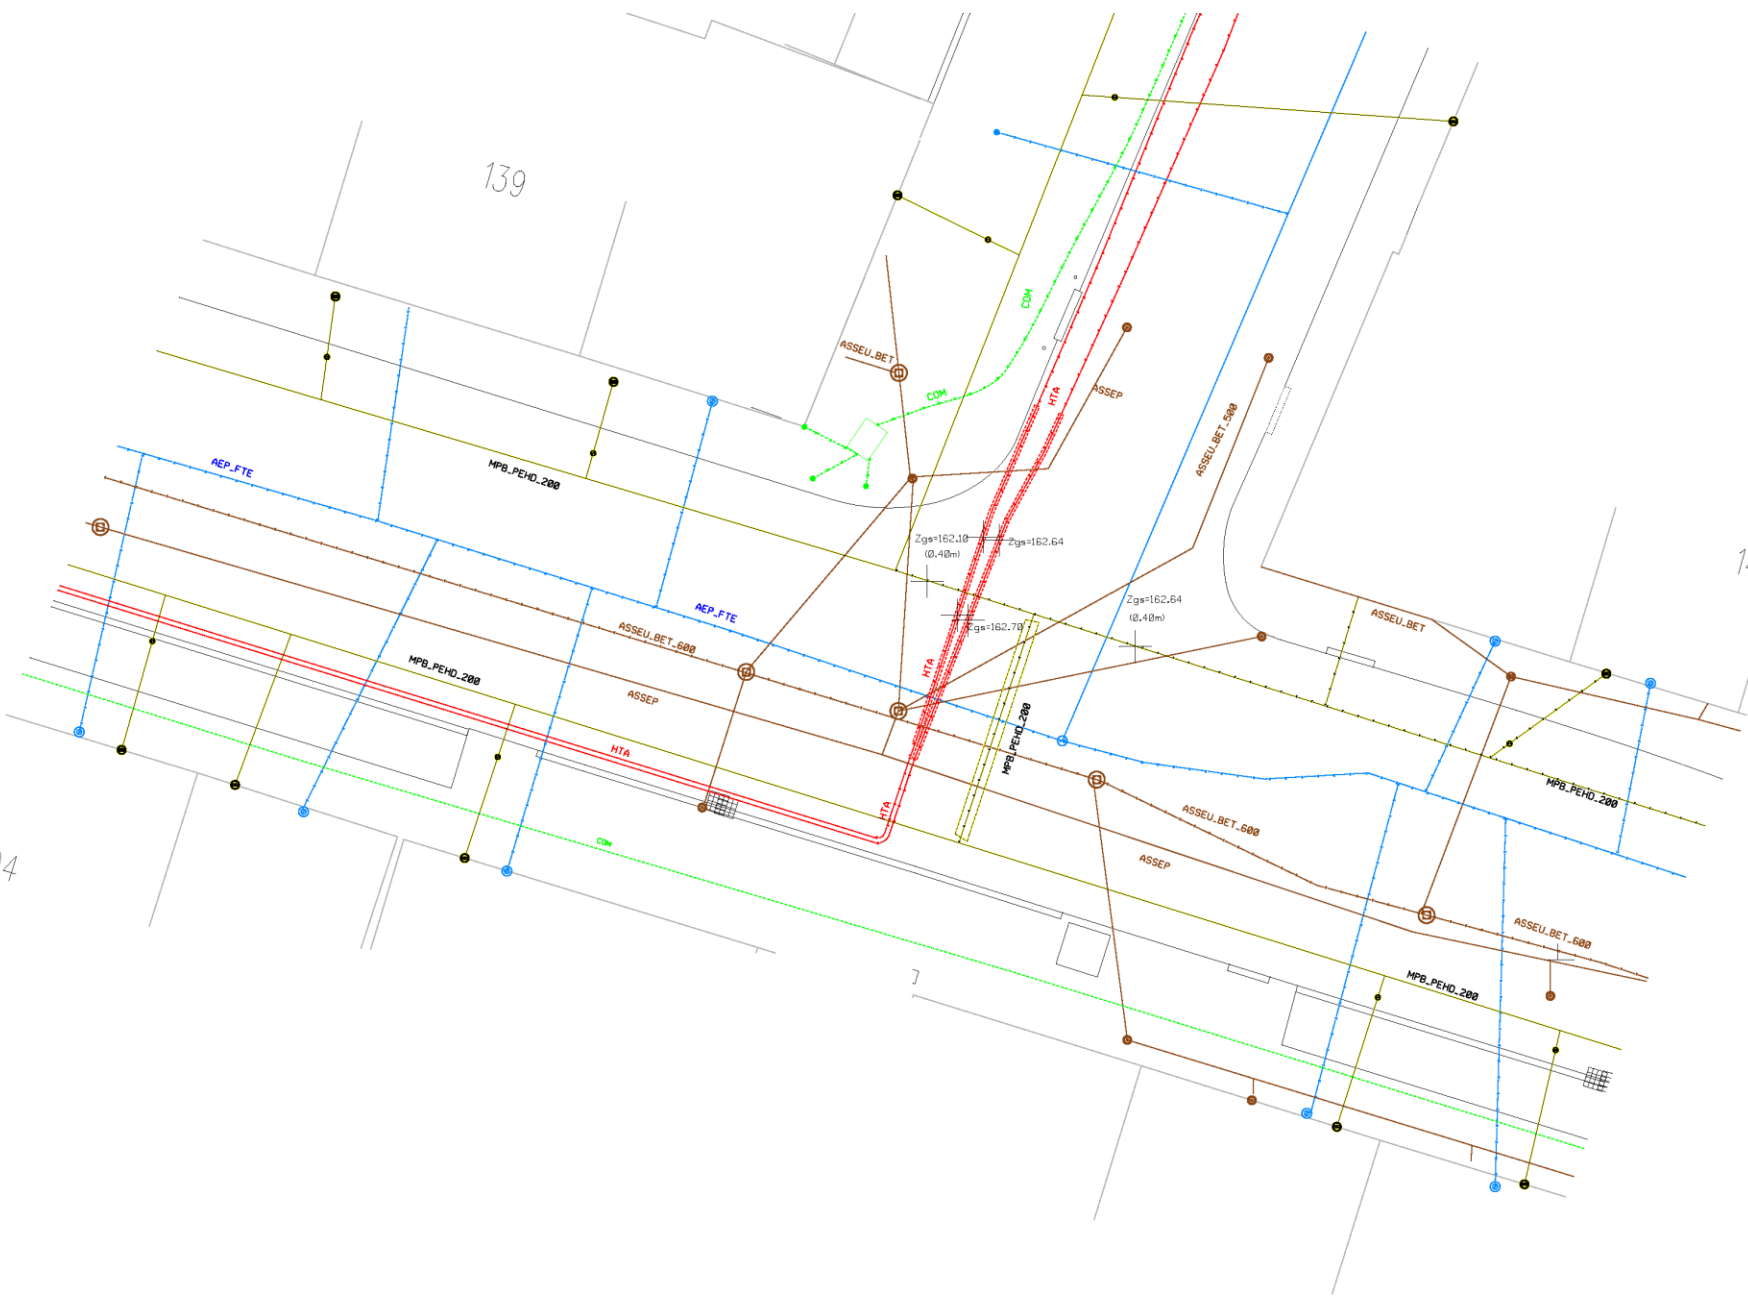 139
COM
HTA
ASSEP
ASSEU_BET
COM
ASSEU_BET_500
AEP_FTE
MPB_PEHD_200
Zgs=162.10
(0.40m)
Zgs=162.64
Zgs=162.64
(0.40m)
Zgs=162.70
AEP_FTE
ASSEU_BET_600
ASSEU_BET
MPB_PEHD_200
HTA
ASSEP
MPB_PEHD_200
HTA
HTA
MPB_PEHD_200
ASSEU_BET_600
COM
ASSEP
ASSEU_BET_600
MPB_PEHD_200